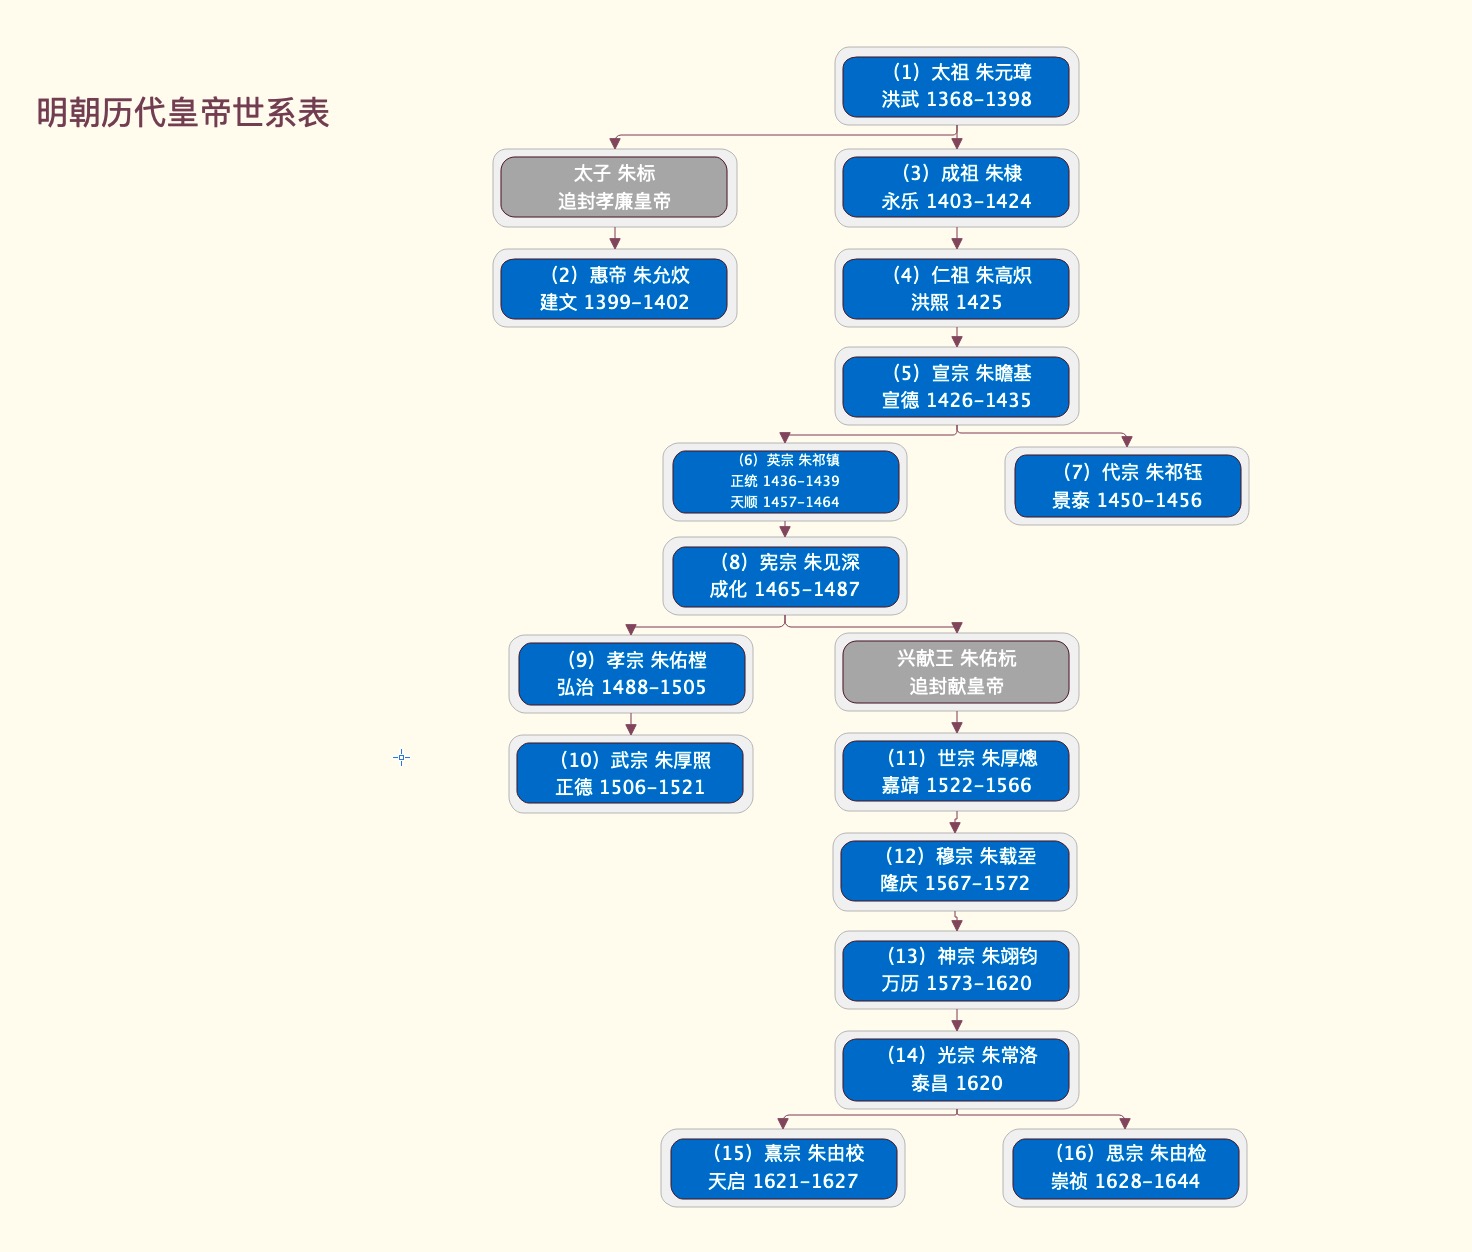 明朝历代皇帝世系表
（1）太祖 朱元璋
洪武 1368-1398
太子 朱标
追封孝廉皇帝
（3）成祖 朱棣
永乐 1403-1424
（2）惠帝 朱允炆
建文 1399-1402
（4）仁祖 朱高炽
洪熙 1425
（5）宣宗 朱瞻基
宣德 1426-1435
（6）英宗 朱祁镇
正统 1436-1439
天顺 1457-1464
（7）代宗 朱祁钰
景泰 1450-1456
（8）宪宗 朱见深
成化 1465-1487
（9）孝宗 朱佑樘
弘治 1488-1505
兴献王 朱佑杬
追封献皇帝
（10）武宗 朱厚照
正德 1506-1521
（11）世宗 朱厚熜
嘉靖 1522-1566
（12）穆宗 朱载坖
隆庆 1567-1572
（13）神宗 朱翊钧
万历 1573-1620
（14）光宗 朱常洛
泰昌 1620
（15）熹宗 朱由校
天启 1621-1627
（16）思宗 朱由检
崇祯 1628-1644